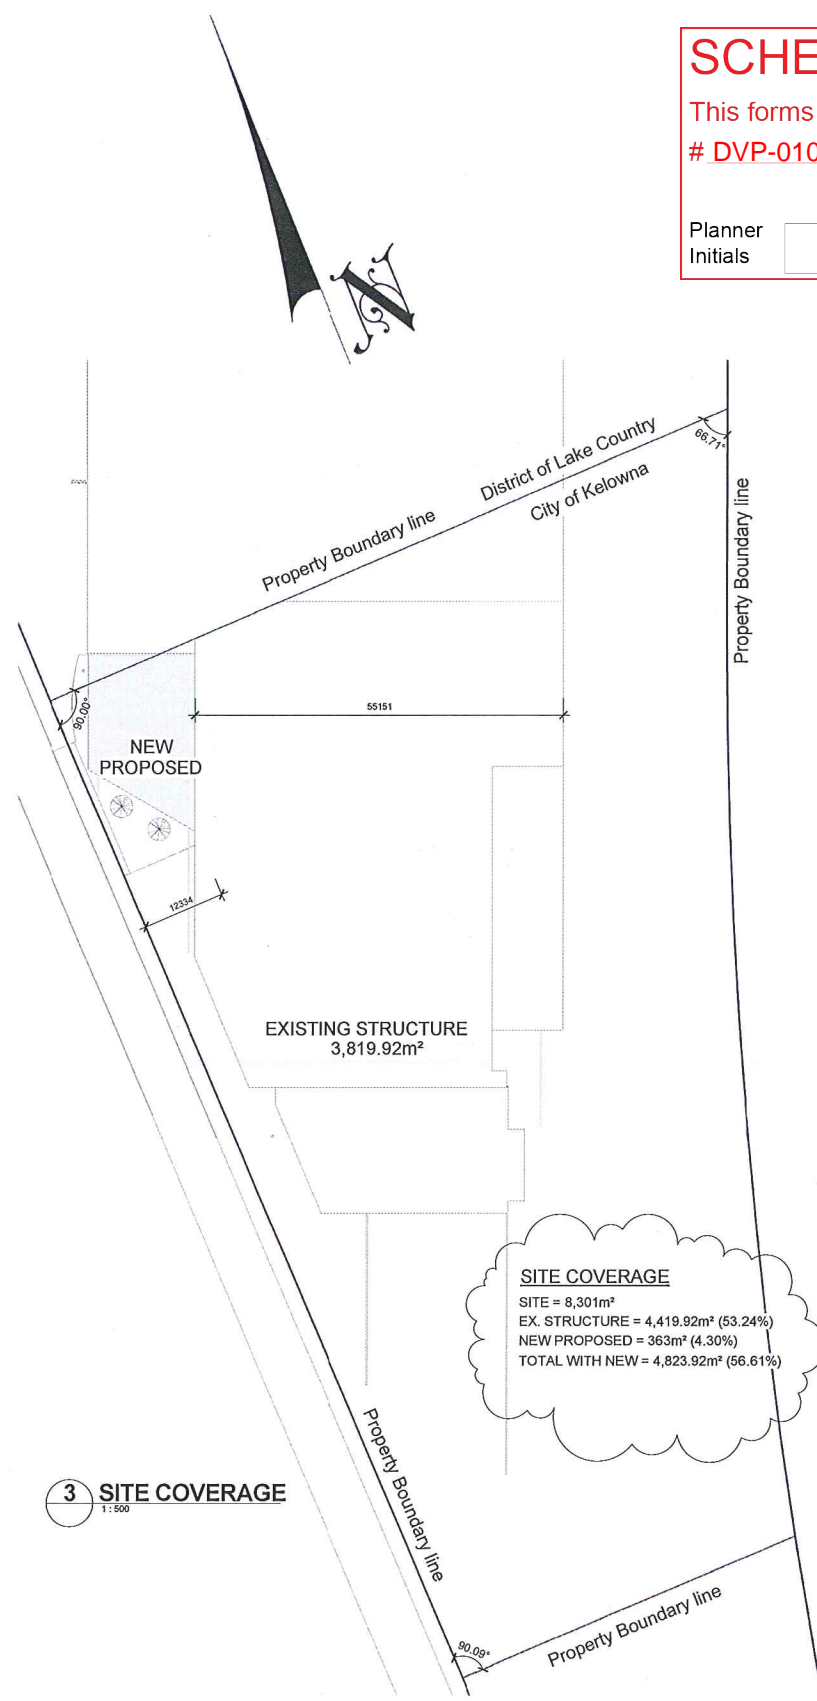 SCHE
This forms
# DVP-010
Planner
Initials
N
District of Lake Country
City of Kelowna
66.71°
Property Boundary line
Property Boundary line
90.00°
55151
NEW
PROPOSED
12334
EXISTING STRUCTURE
3,819.92m²
SITE COVERAGE
SITE = 8,301m²
EX. STRUCTURE = 4,419.92m² (53.24%)
NEW PROPOSED = 363m² (4.30%)
TOTAL WITH NEW = 4,823.92m² (56.61%)
Property Boundary line
3 SITE COVERAGE
1 : 500
90.09°
Property Boundary line